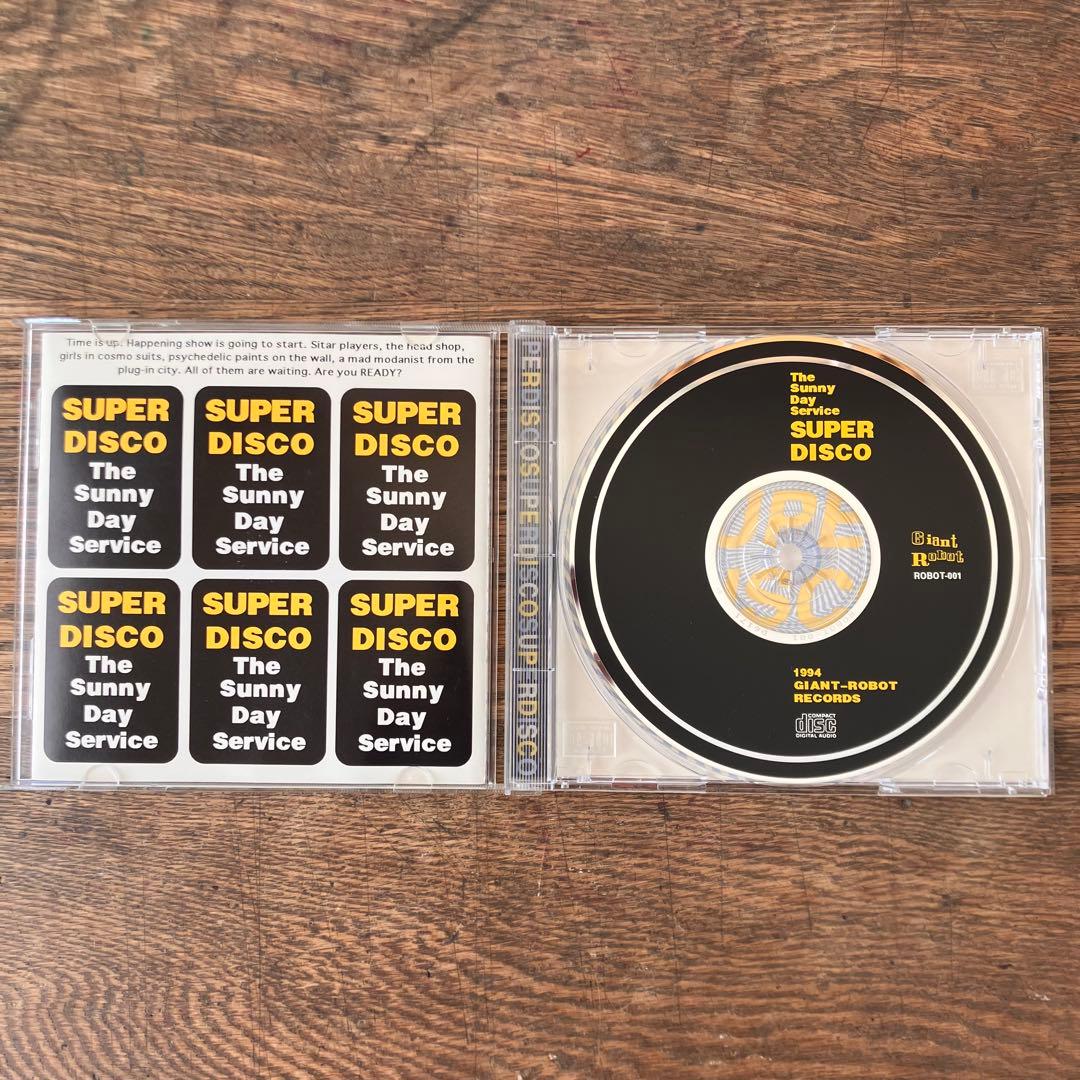 Time is up. Happening show is going to start. Sitar players, the head shop,
girls in cosmo suits, psychedelic paints on the wall, a mad modanist from the
plug-in city. All of them are waiting. Are you READY?
SUPER
DISCO
The
Sunny
Day
Service
SUPER
DISCO
The
Sunny
Day
Service
SUPER
DISCO
The
Sunny
Day
Service
SUPER
DISCO
The
Sunny
Day
Service
SUPER
DISCO
The
Sunny
Day
Service
SUPER
DISCO
The
Sunny
Day
Service
The
Sunny
Day
Service
SUPER
DISCO
Giant
Robot
ROBOT-001
1994
GIANT-ROBOT
RECORDS
COMPACT
disc
DIGITAL AUDIO